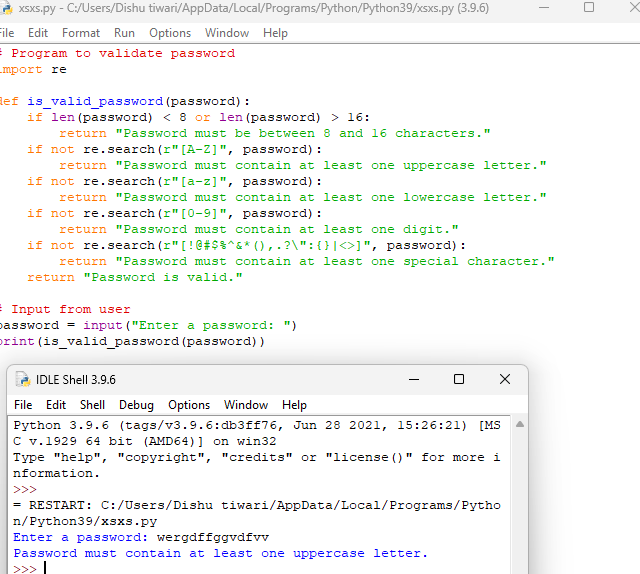 xsxs.py - C:/Users/Dishu tiwari/AppData/Local/Programs/Python/Python39/xsxs.py (3.9.6)
File Edit Format Run Options Window Help
# Program to validate password
import re
def is_valid_password(password):
    if len(password) < 8 or len(password) > 16:
        return "Password must be between 8 and 16 characters."
    if not re.search(r"[A-Z]", password):
        return "Password must contain at least one uppercase letter."
    if not re.search(r"[a-z]", password):
        return "Password must contain at least one lowercase letter."
    if not re.search(r"[0-9]", password):
        return "Password must contain at least one digit."
    if not re.search(r"[!@#$%^&*(),.?\":{}|<>]", password):
        return "Password must contain at least one special character."
    return "Password is valid."
# Input from user
password = input("Enter a password: ")
print(is_valid_password(password))
IDLE Shell 3.9.6
File Edit Shell Debug Options Window Help
Python 3.9.6 (tags/v3.9.6:db3ff76, Jun 28 2021, 15:26:21) [MS
C v.1929 64 bit (AMD64)] on win32
Type "help", "copyright", "credits" or "license()" for more i
nformation.
>>>
= RESTART: C:/Users/Dishu tiwari/AppData/Local/Programs/Pytho
n/Python39/xsxs.py
Enter a password: wergdffggvdfvv
Password must contain at least one uppercase letter.
>>>